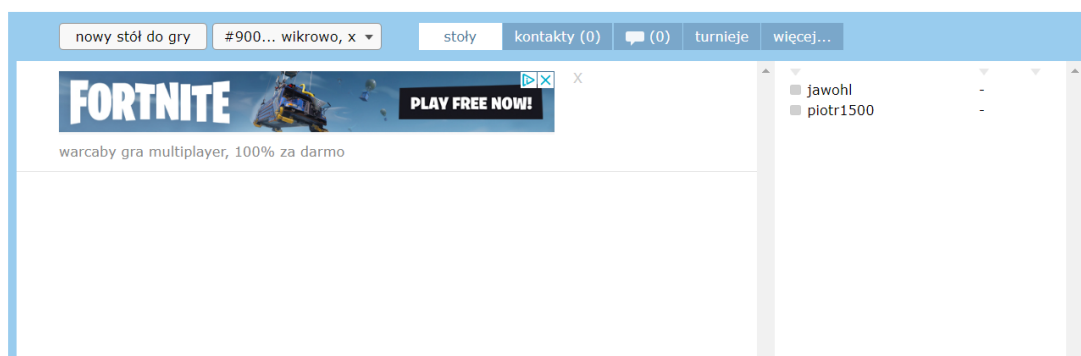 nowy stół do gry #900... wikrowo, x stoły kontakty (0) (0) turnieje więcej...
FORTNITE PLAY FREE NOW! X
warcaby gra multiplayer, 100% za darmo
jawohl -
piotr1500 -